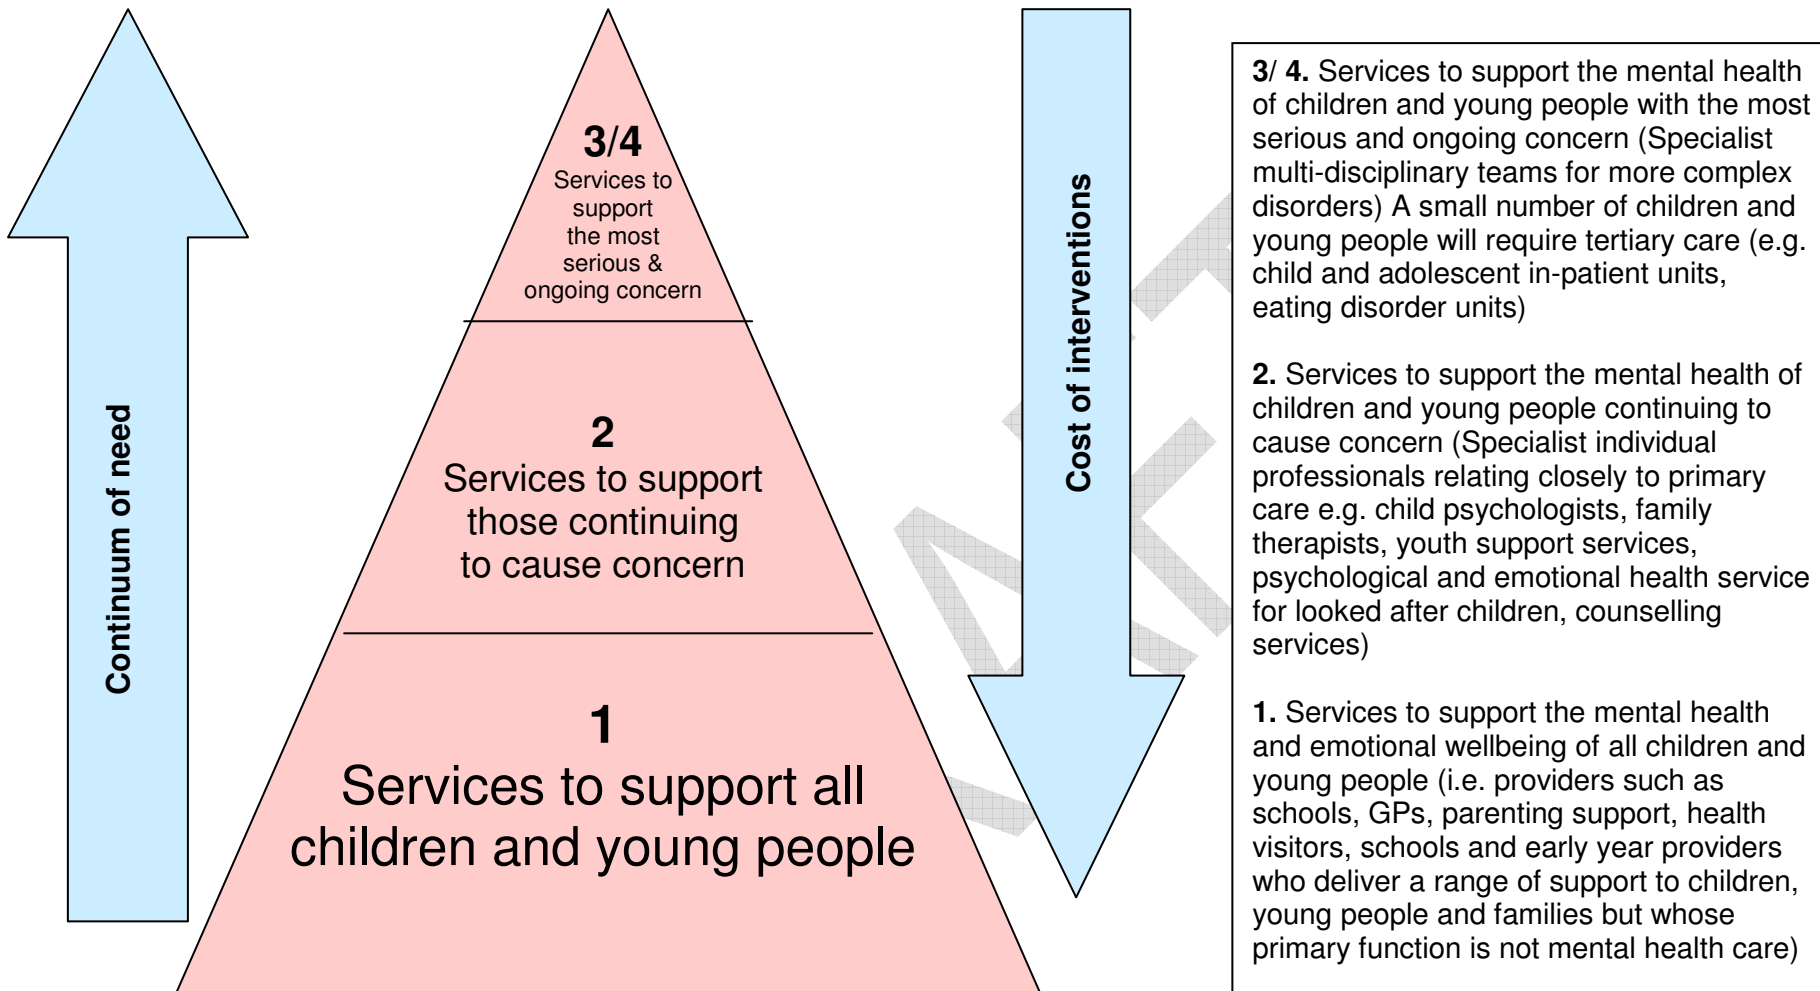 Continuum of need
3/4
Services to
support
the most
serious &
ongoing concern
2
Services to support
those continuing
to cause concern
1
Services to support all
children and young people
Cost of interventions
3/ 4. Services to support the mental health
of children and young people with the most
serious and ongoing concern (Specialist
multi-disciplinary teams for more complex
disorders) A small number of children and
young people will require tertiary care (e.g.
child and adolescent in-patient units,
eating disorder units)
2. Services to support the mental health of
children and young people continuing to
cause concern (Specialist individual
professionals relating closely to primary
care e.g. child psychologists, family
therapists, youth support services,
psychological and emotional health service
for looked after children, counselling
services)
1. Services to support the mental health
and emotional wellbeing of all children and
young people (i.e. providers such as
schools, GPs, parenting support, health
visitors, schools and early year providers
who deliver a range of support to children,
young people and families but whose
primary function is not mental health care)